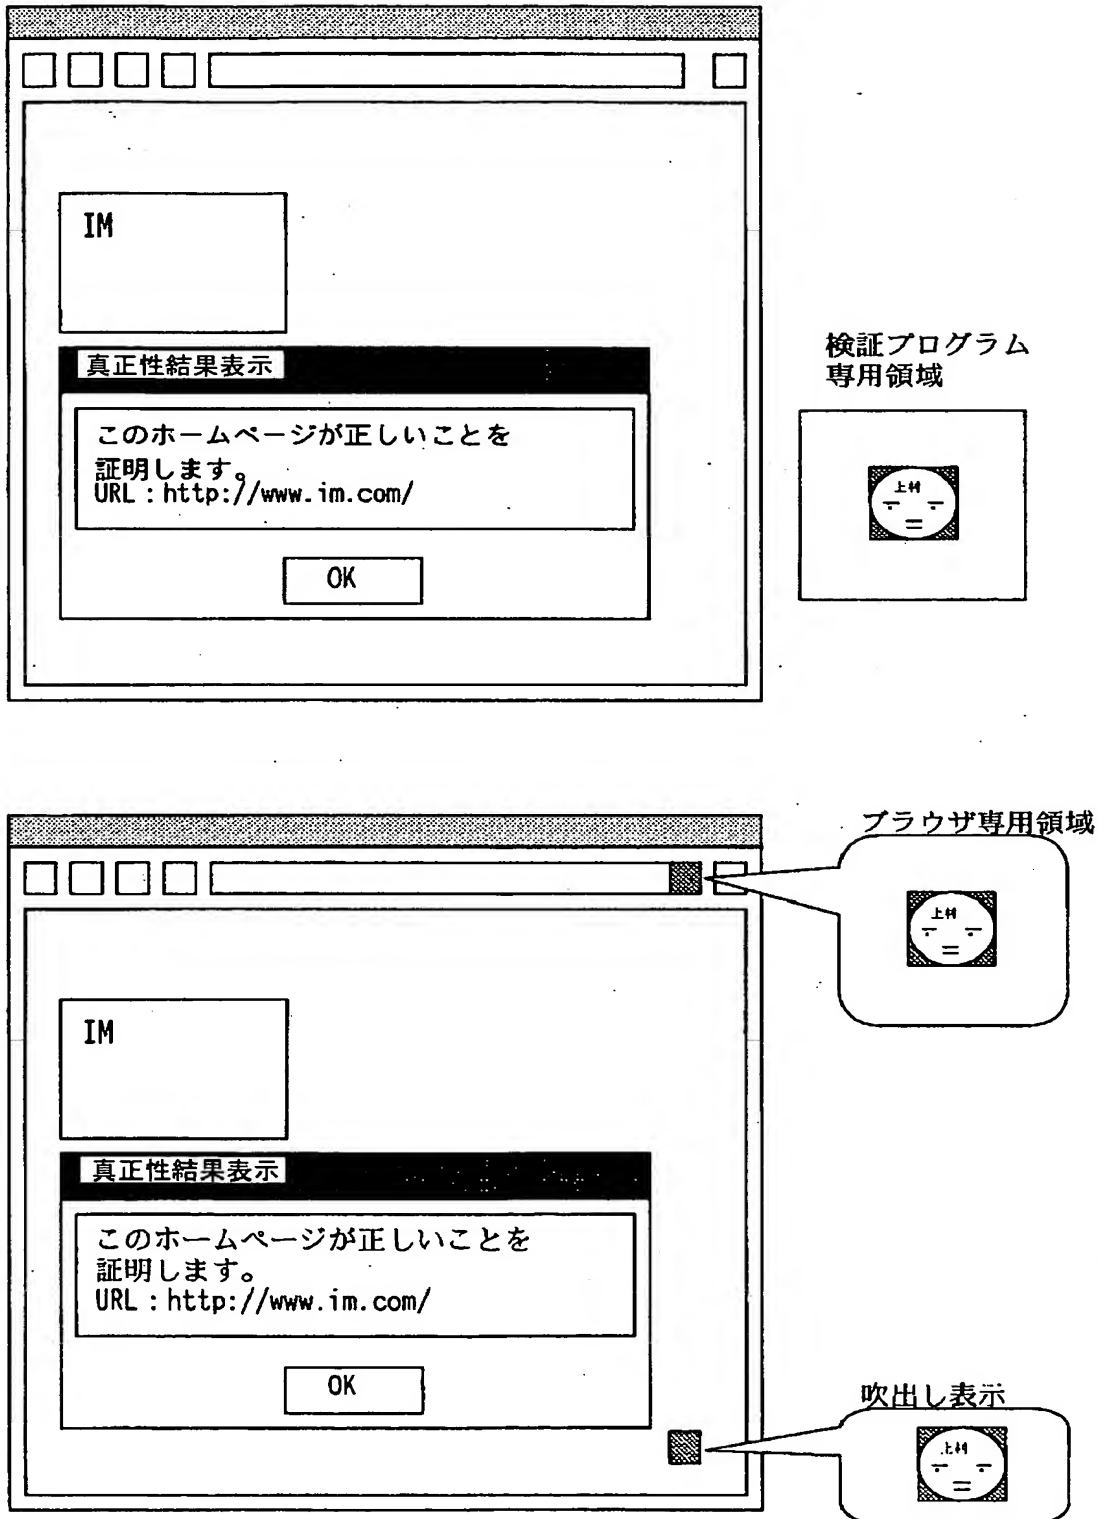 IM
検証プログラム
専用領域
真正性結果表示
このホームページが正しいことを
証明します。
URL：http://www.im.com/
上村
OK
ブラウザ専用領域
上村
IM
真正性結果表示
このホームページが正しいことを
証明します。
URL：http://www.im.com/
OK
吹出し表示
上村